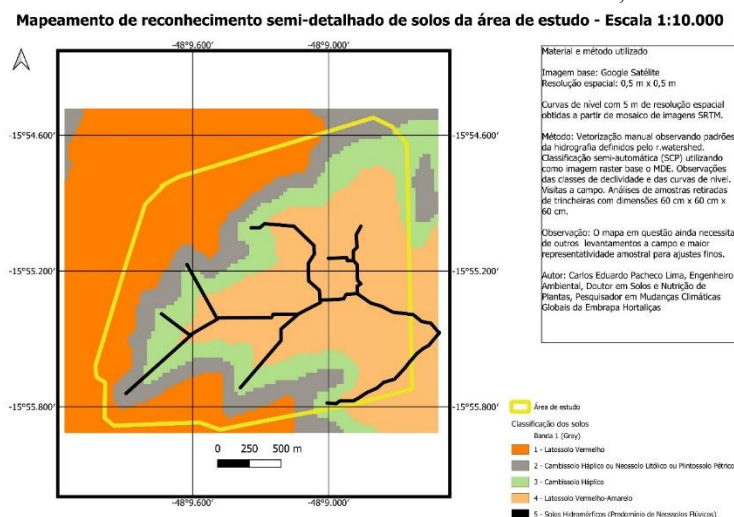 Mapeamento de reconhecimento semi-detalhado de solos da área de estudo - Escala 1:10.000
-48°9.600' -48°9.000'
Material e método utilizado
Imagem base: Google Satélite
Resolução espacial: 0,5 m x 0,5 m
Curvas de nível com 5 m de resolução espacial
obtidas a partir de mosaico de imagens SRTM.
Método: Vetorização manual observando padrões
da hidrografia definidos pelo r.watershed.
Classificação semi-automática (SCP) utilizando
como imagem raster base o MDE. Observações
das classes de declividade e das curvas de nível.
Visitas a campo. Análises de amostras retiradas
de trincheiras com dimensões 60 cm x 60 cm x
60 cm.
Observação: O mapa em questão ainda necessita
de outros levantamentos a campo e maior
representatividade amostral para ajustes finos.
Autor: Carlos Eduardo Pacheco Lima, Engenheiro
Ambiental, Doutor em Solos e Nutrição de
Plantas, Pesquisador em Mudanças Climáticas
Globais da Embrapa Hortaliças
-15°54.600' -15°54.600'
-15°55.200' -15°55.200'
-15°55.800' -15°55.800'
0 250 500 m
-48°9.600' -48°9.000'
Área de estudo
Classificação dos solos
Banda 1 (Gray)
1 - Latossolo Vermelho
2 - Cambissolo Háplico ou Neossolo Litólico ou Plintossolo Pétrico
3 - Cambissolo Háplico
4 - Latossolo Vermelho-Amarelo
5 - Solos Hidromórficos (Predomínio de Neossolos Flúvicos)